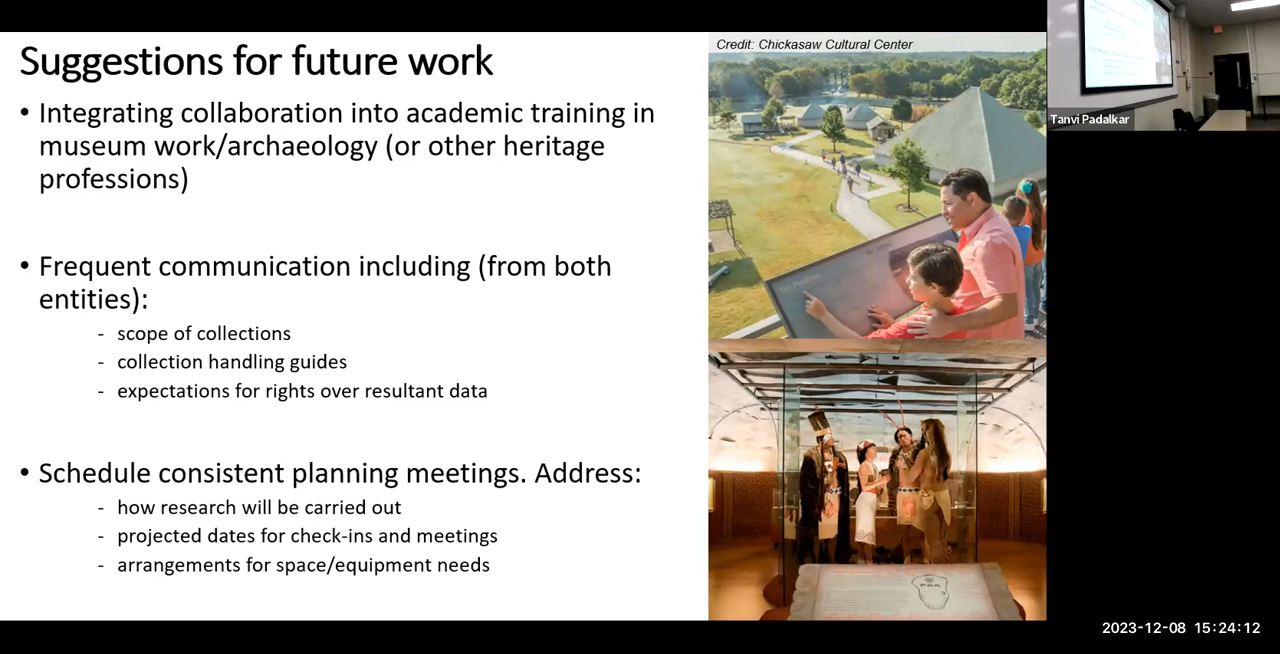 Suggestions for future work
• Integrating collaboration into academic training in
museum work/archaeology (or other heritage
professions)
• Frequent communication including (from both
entities):
- scope of collections
- collection handling guides
- expectations for rights over resultant data
• Schedule consistent planning meetings. Address:
- how research will be carried out
- projected dates for check-ins and meetings
- arrangements for space/equipment needs
Credit: Chickasaw Cultural Center
Tanvi Padalkar
2023-12-08 15:24:12